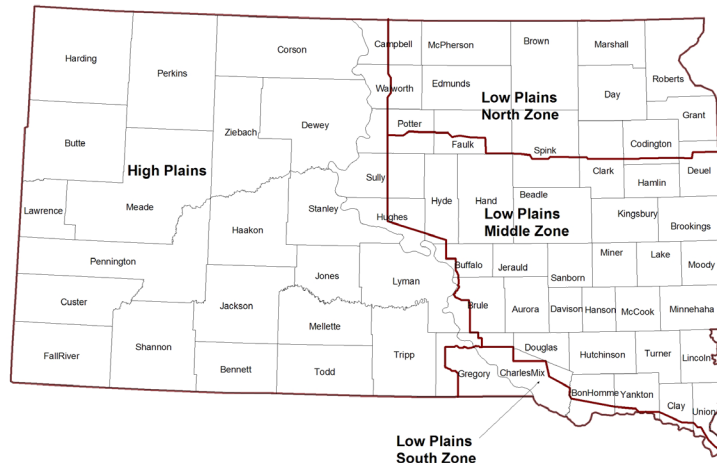 Harding
Perkins
Corson
Campbell
McPherson
Brown
Marshall
Roberts
Walworth
Edmunds
Day
Grant
Butte
Ziebach
Dewey
Potter
Low Plains
North Zone
Faulk
Spink
Codington
High Plains
Sully
Clark
Deuel
Hamlin
Lawrence
Meade
Stanley
Hyde
Hand
Beadle
Low Plains
Middle Zone
Kingsbury
Brookings
Haakon
Hughes
Pennington
Jones
Lyman
Buffalo
Jerauld
Sanborn
Miner
Lake
Moody
Custer
Jackson
Brule
Aurora
Davison
Hanson
McCook
Minnehaha
Mellette
Shannon
FallRiver
Tripp
Douglas
Hutchinson
Turner
Lincoln
Bennett
Todd
Gregory
CharlesMix
BonHomme
Yankton
Clay
Union
Low Plains
South Zone